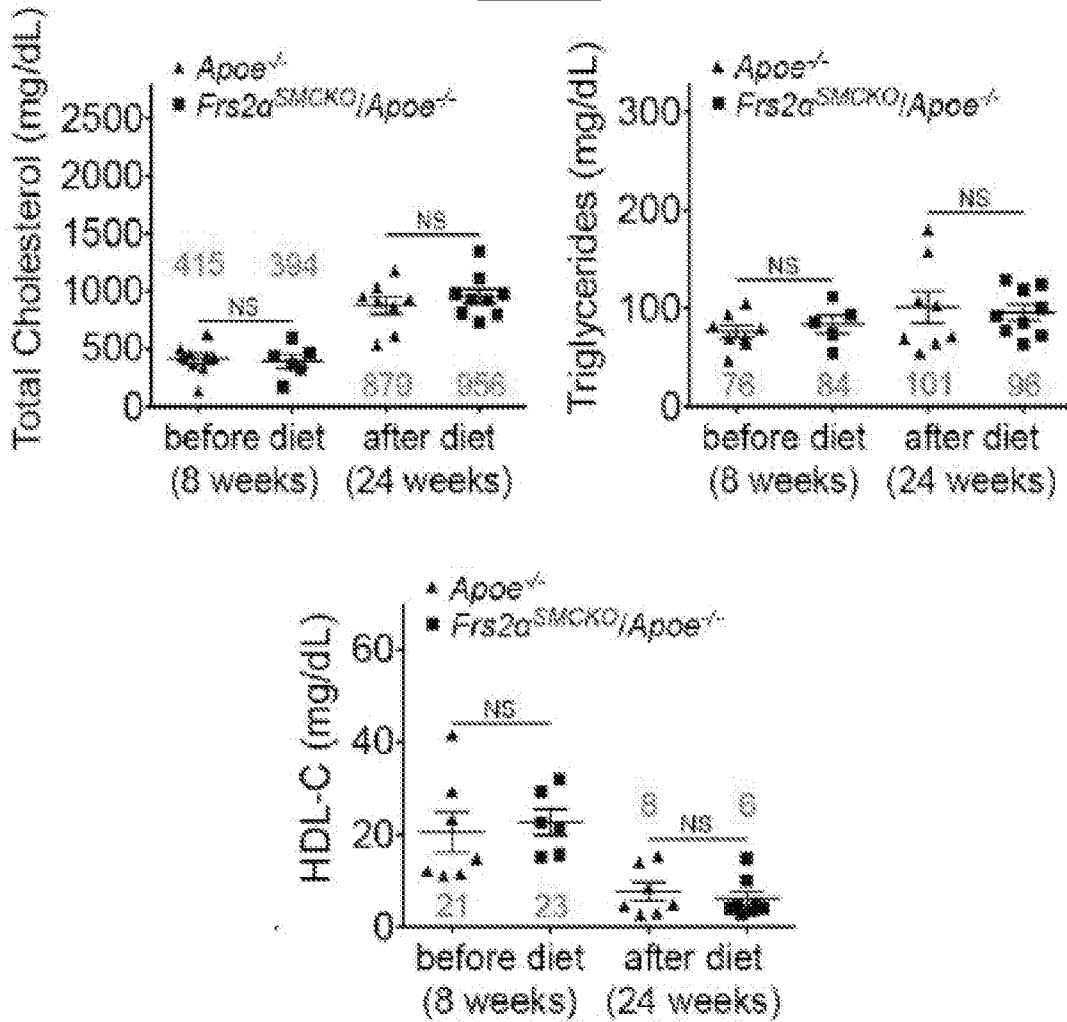 Total Cholesterol (mg/dL)
▲ Apoe-/-
■ Frs2αSMCKO/Apoe-/-
2500
2000
1500
1000
500
0
415
394
NS
NS
879
956
before diet
(8 weeks)
after diet
(24 weeks)
Triglycerides (mg/dL)
▲ Apoe-/-
■ Frs2αSMCKO/Apoe-/-
300
200
100
0
NS
NS
76
84
101
96
before diet
(8 weeks)
after diet
(24 weeks)
HDL-C (mg/dL)
▲ Apoe-/-
■ Frs2αSMCKO/Apoe-/-
60
40
20
0
NS
8
6
NS
21
23
before diet
(8 weeks)
after diet
(24 weeks)